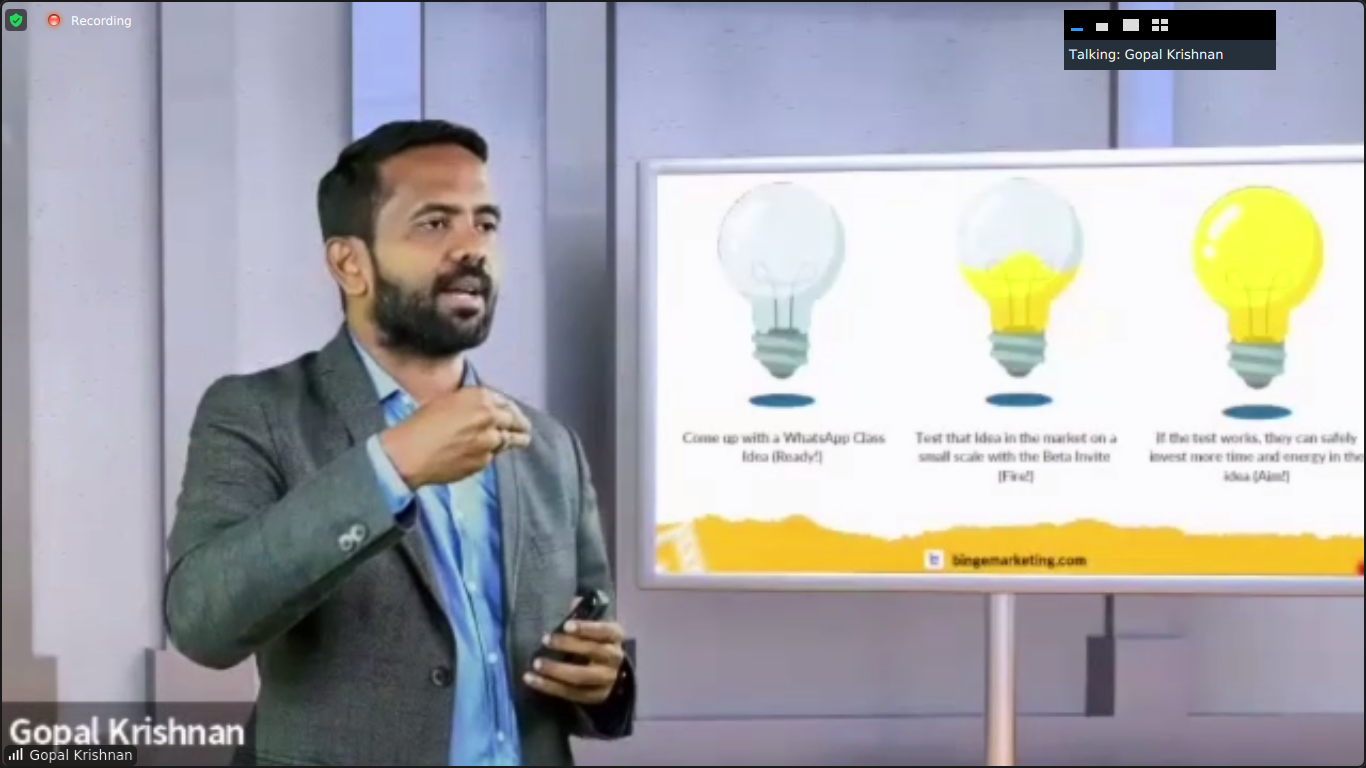 Recording
Talking: Gopal Krishnan
Come up with a WhatsApp Class
Idea (Ready!)
Test that Idea in the market on a
small scale with the Beta Invite
(Fire!)
If the test works, they can safely
invest more time and energy in the
idea (Aim!)
bingemarketing.com
Gopal Krishnan
Gopal Krishnan